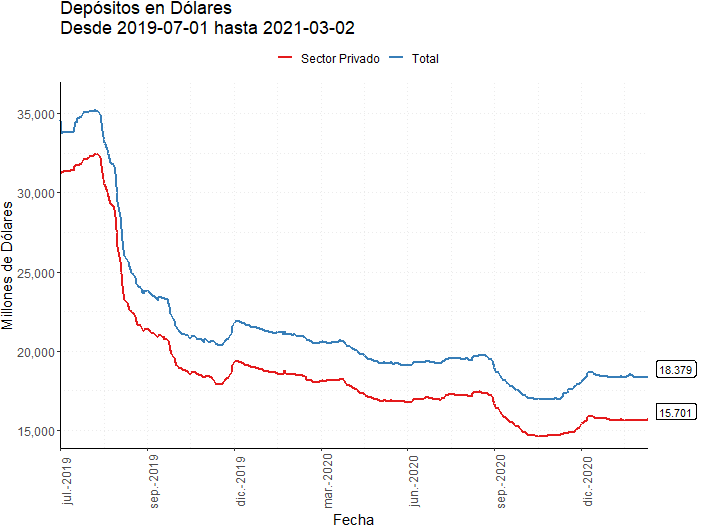 Depósitos en Dólares
Desde 2019-07-01 hasta 2021-03-02
Sector Privado
Total
Millones de Dólares
35,000
30,000
25,000
20,000
15,000
18.379
15.701
jul.-2019
sep.-2019
dic.-2019
mar.-2020
jun.-2020
sep.-2020
dic.-2020
Fecha